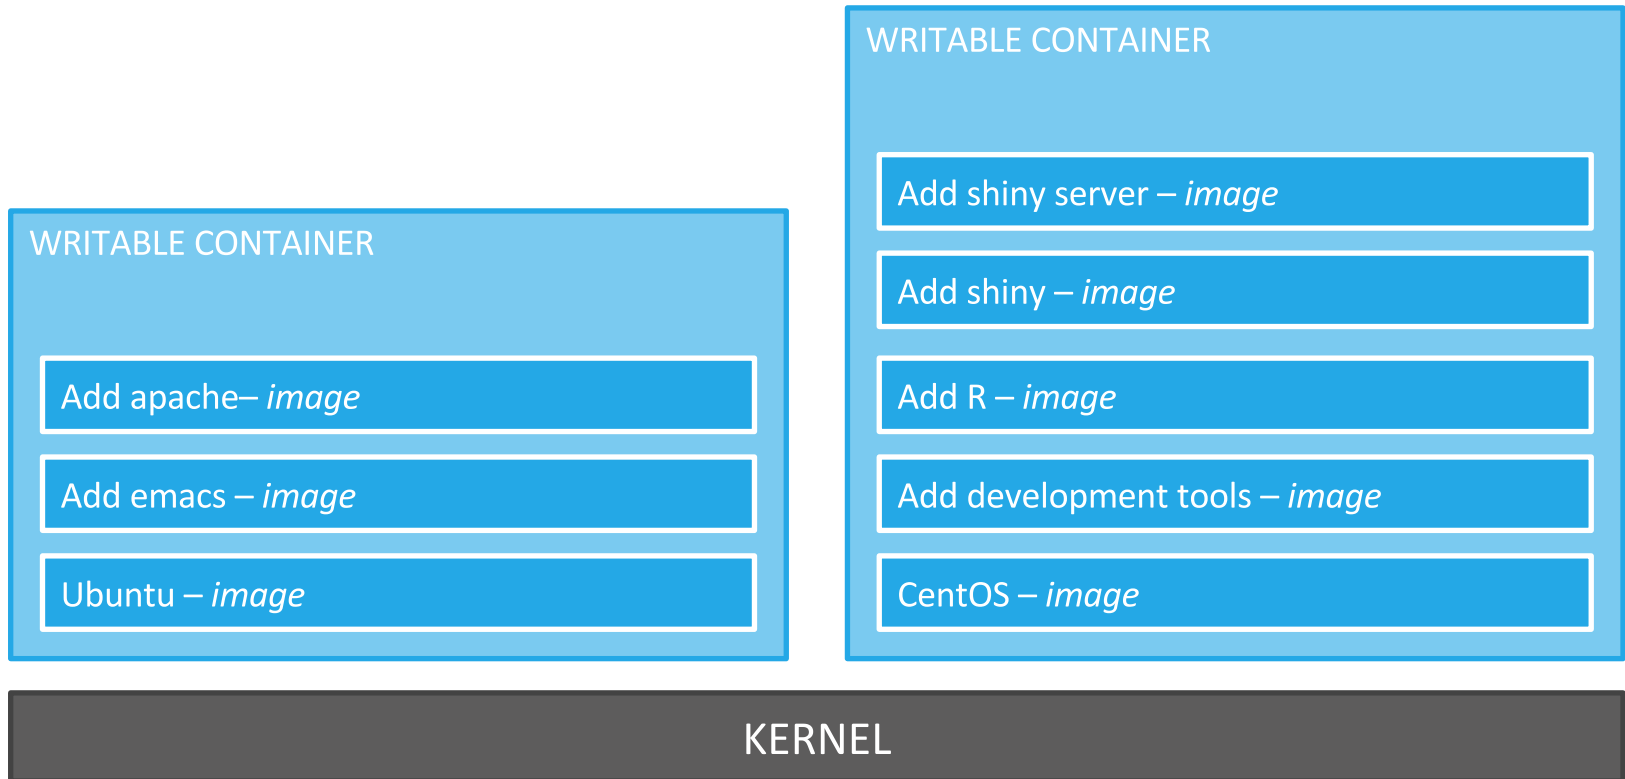 WRITABLE CONTAINER
Add apache– image
Add emacs – image
Ubuntu – image
WRITABLE CONTAINER
Add shiny server – image
Add shiny – image
Add R – image
Add development tools – image
CentOS – image
KERNEL